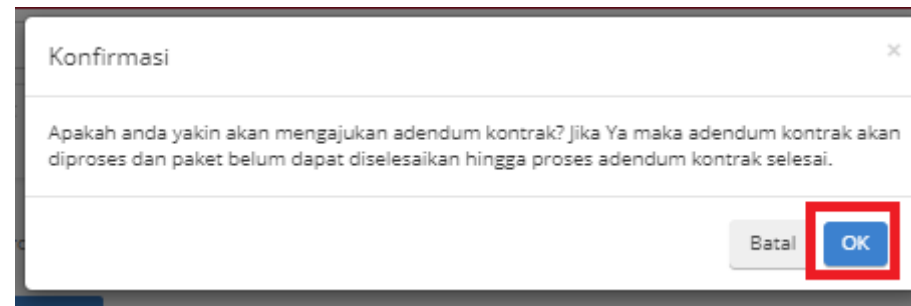 Konfirmasi
×
Apakah anda yakin akan mengajukan adendum kontrak? Jika Ya maka adendum kontrak akan
diproses dan paket belum dapat diselesaikan hingga proses adendum kontrak selesai.
Batal OK